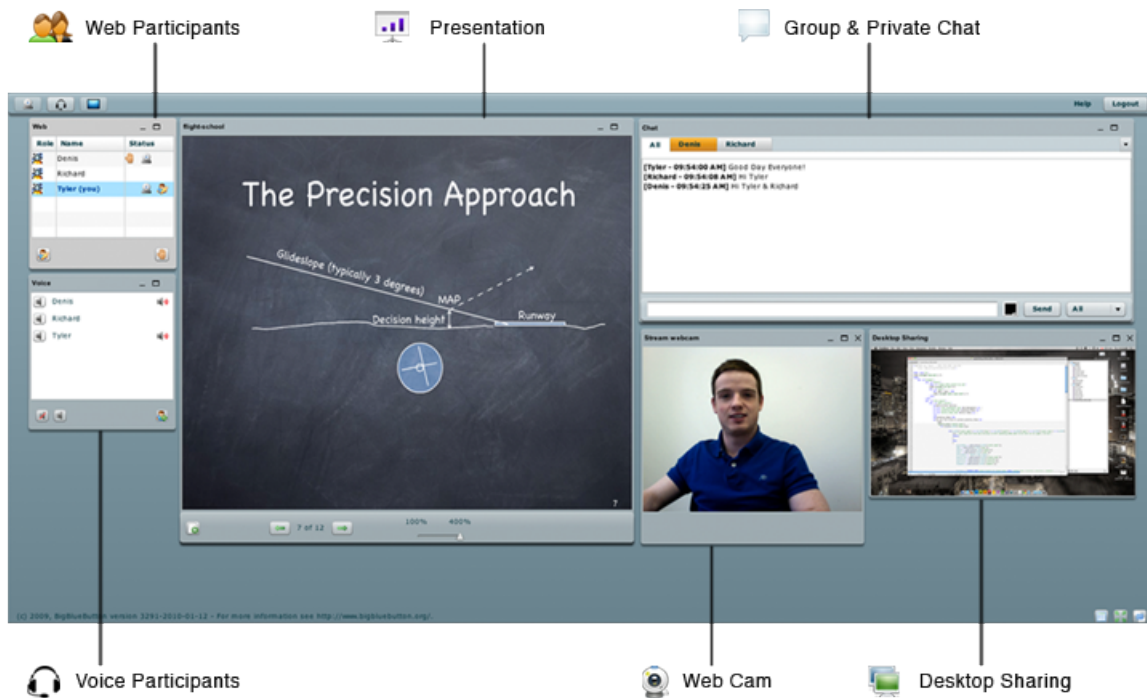 Web Participants
Presentation
Group & Private Chat
Help Logout
Web
Role Name Status
Denis
Richard
Tyler (you)
Voice
Denis
Richard
Tyler
flightschool
The Precision Approach
Glideslope (typically 3 degrees)
MAP
Decision height
Runway
7
7 of 12
100% 400%
Chat
All Denis Richard
[Tyler - 09:54:00 AM] Good Day Everyone!
[Richard - 09:54:08 AM] Hi Tyler
[Denis - 09:54:25 AM] Hi Tyler & Richard
Send All
Stream webcam
Desktop Sharing
(c) 2009, BigBlueButton version 3291-2010-01-12 - For more information see http://www.bigbluebutton.org/
Voice Participants
Web Cam
Desktop Sharing